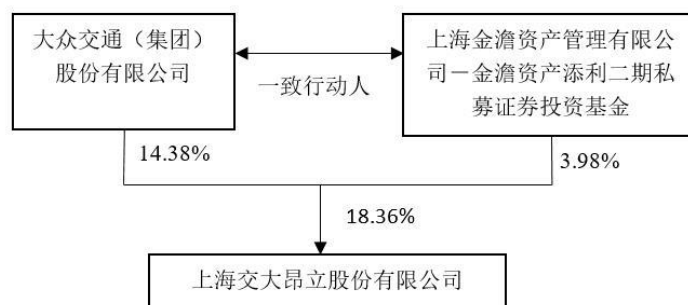 大众交通（集团）
股份有限公司
上海金澹资产管理有限公
司－金澹资产添利二期私
募证券投资基金
一致行动人
14.38%
3.98%
18.36%
上海交大昂立股份有限公司